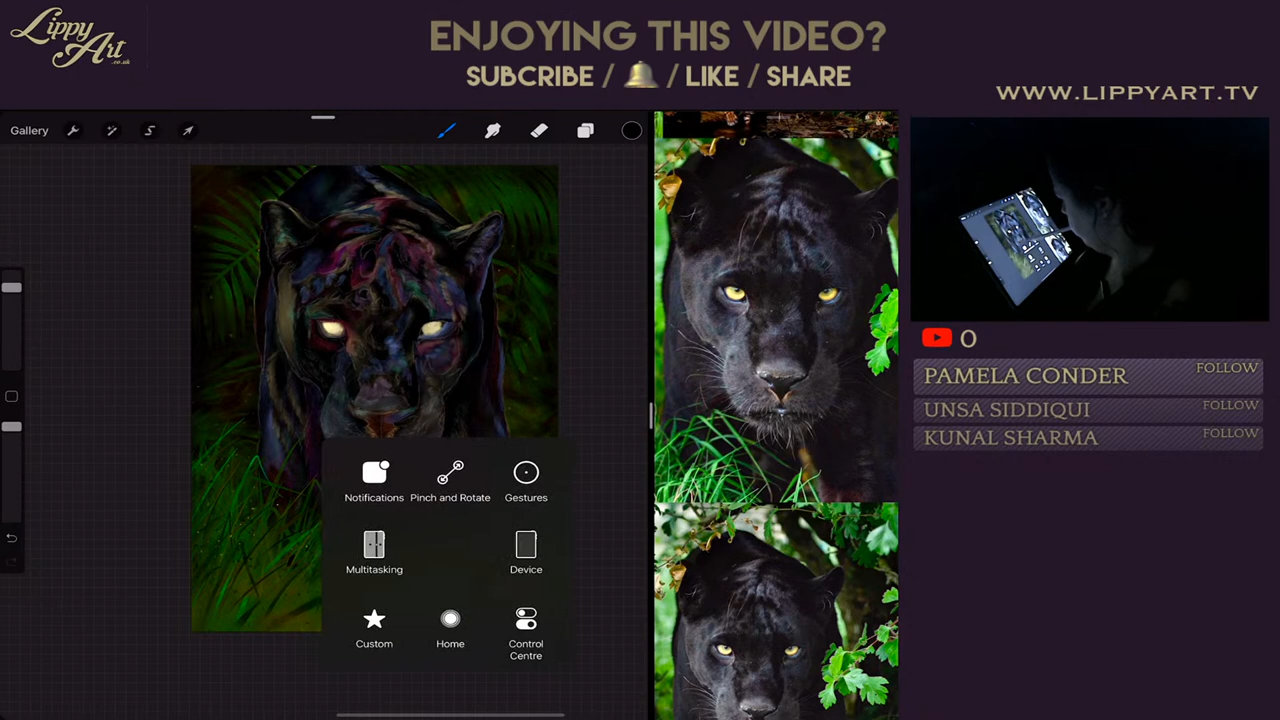 Lippy
Art
.co.uk
ENJOYING THIS VIDEO?
SUBCRIBE / / LIKE / SHARE
WWW.LIPPYART.TV
Gallery
Notifications
Pinch and Rotate
Gestures
Multitasking
Device
Custom
Home
Control
Centre
0
PAMELA CONDER
FOLLOW
UNSA SIDDIQUI
FOLLOW
KUNAL SHARMA
FOLLOW